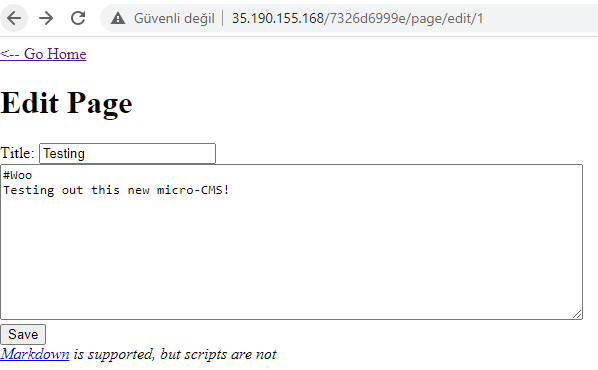 Güvenli değil | 35.190.155.168/7326d6999e/page/edit/1
<-- Go Home
Edit Page
Title: Testing
#Woo
Testing out this new micro-CMS!
Save
Markdown is supported, but scripts are not